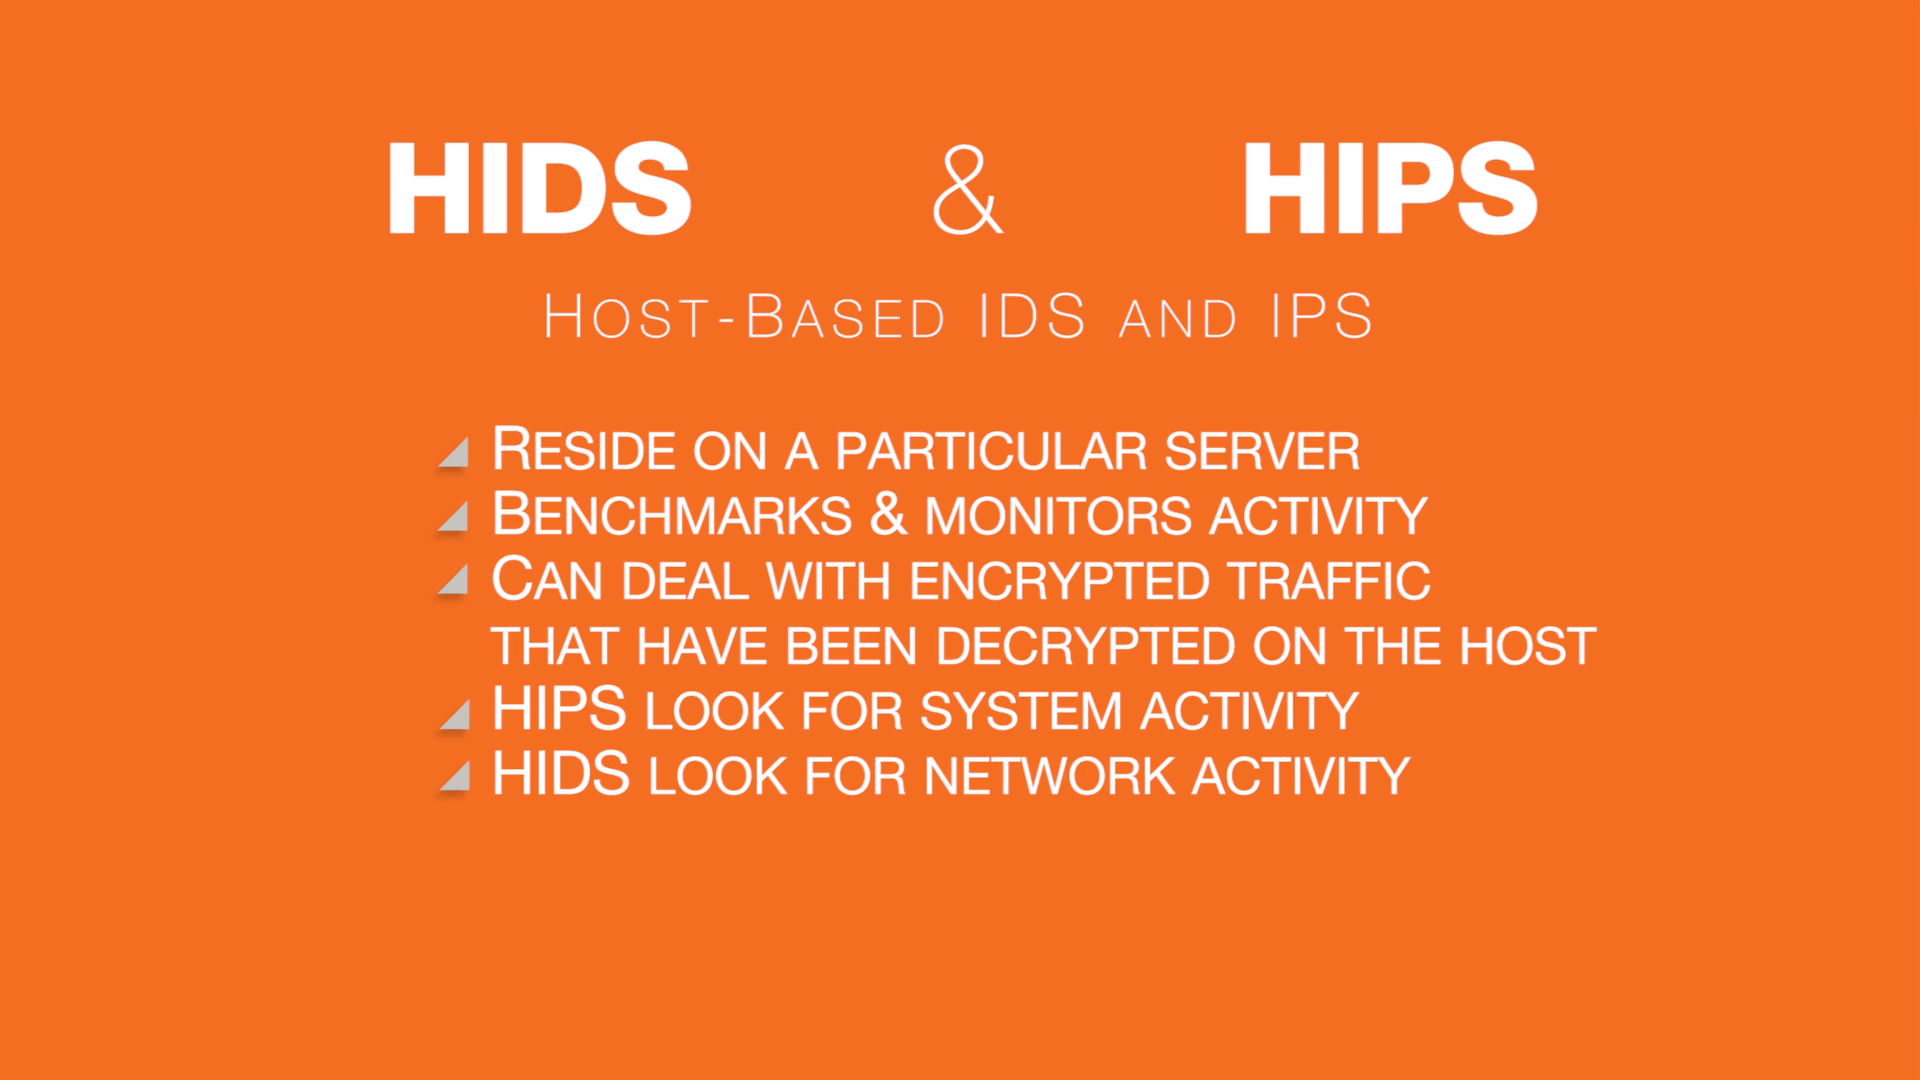 HIDS & HIPS
Host-Based IDS and IPS
Reside on a particular server
Benchmarks & monitors activity
Can deal with encrypted traffic
that have been decrypted on the host
HIPS look for system activity
HIDS look for network activity